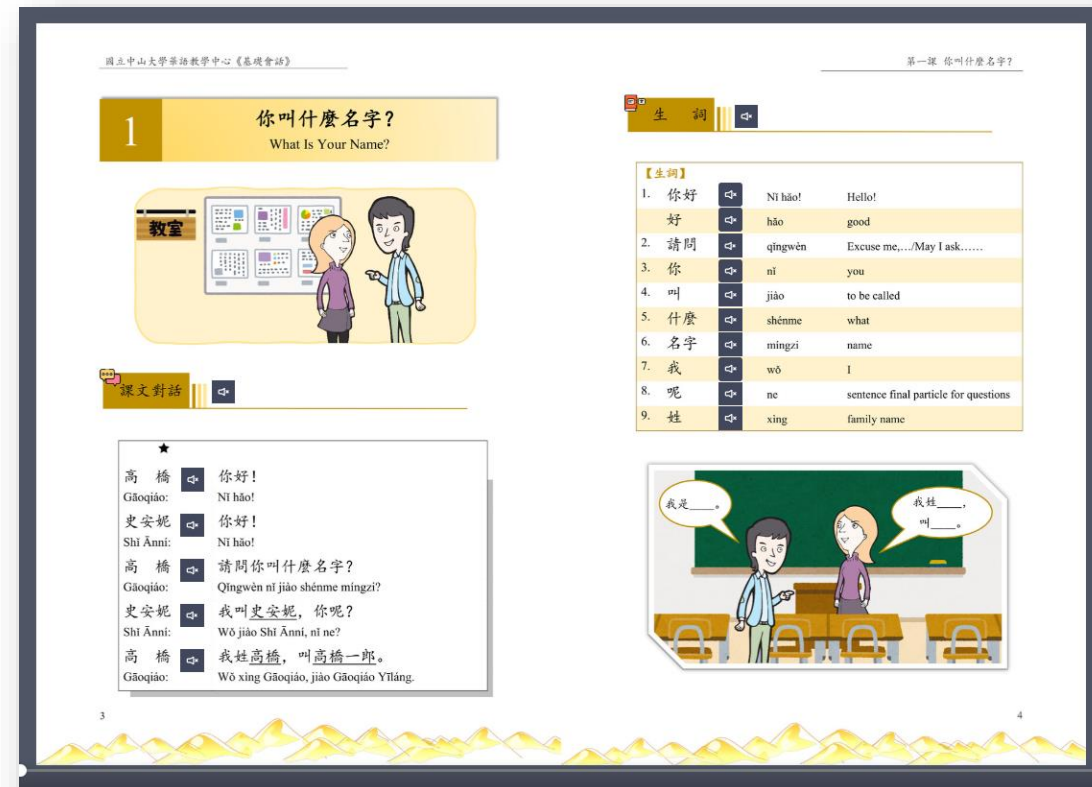 國立中山大學華語教學中心《基礎會話》
1
你叫什麼名字？
What Is Your Name?
教室
課文對話
★
高　橋 你好！
Gāoqiáo: Nǐ hǎo!
史安妮 你好！
Shǐ Ānní: Nǐ hǎo!
高　橋 請問你叫什麼名字？
Gāoqiáo: Qǐngwèn nǐ jiào shénme míngzi?
史安妮 我叫史安妮，你呢？
Shǐ Ānní: Wǒ jiào Shǐ Ānní, nǐ ne?
高　橋 我姓高橋，叫高橋一郎。
Gāoqiáo: Wǒ xìng Gāoqiáo, jiào Gāoqiáo Yīláng.
3
第一課 你叫什麼名字?
生　詞
【生詞】
1. 你好 Nǐ hǎo! Hello!
好 hǎo good
2. 請問 qǐngwèn Excuse me,…/May I ask……
3. 你 nǐ you
4. 叫 jiào to be called
5. 什麼 shénme what
6. 名字 míngzi name
7. 我 wǒ I
8. 呢 ne sentence final particle for questions
9. 姓 xìng family name
我是____。
我姓____，
叫____。
4